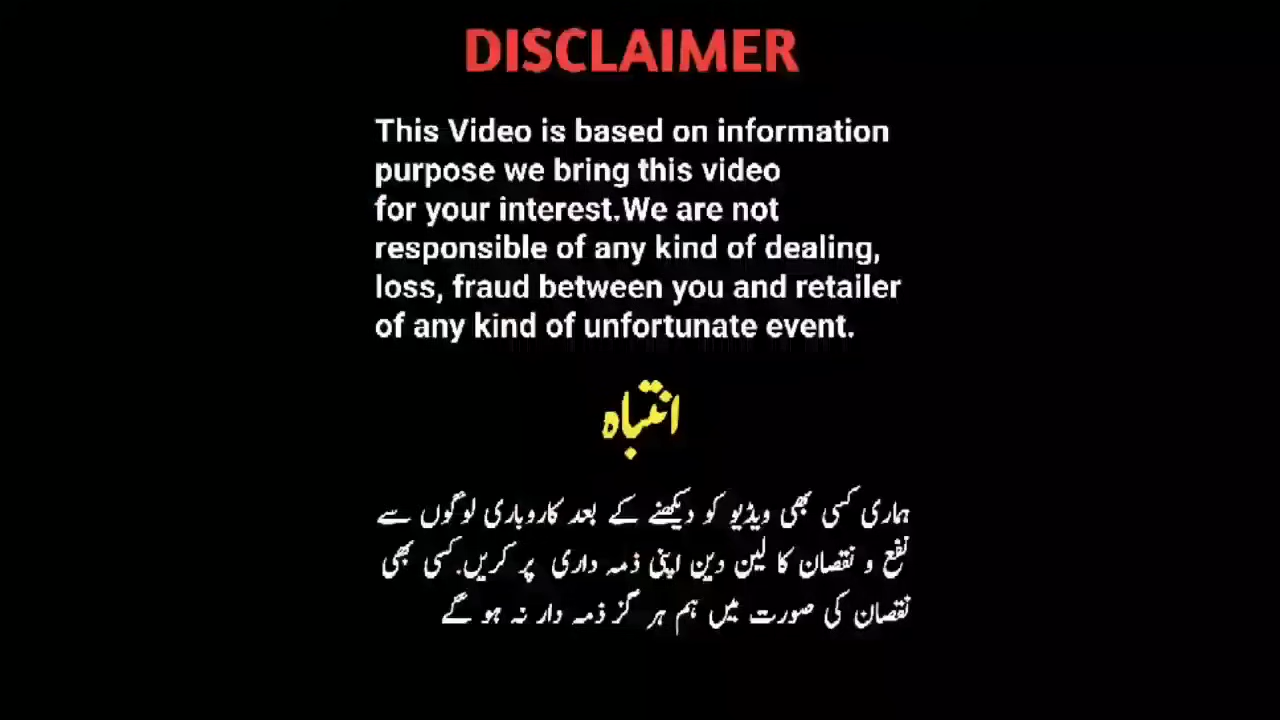 DISCLAIMER
This Video is based on information
purpose we bring this video
for your interest.We are not
responsible of any kind of dealing,
loss, fraud between you and retailer
of any kind of unfortunate event.
انتباہ
ہماری کسی بھی ویڈیو کو دیکھنے کے بعد کاروباری لوگوں سے
نفع و نقصان کا لین دین اپنی ذمہ داری پر کریں.کسی بھی
نقصان کی صورت میں ہم ہر گز ذمہ دار نہ ہو گے